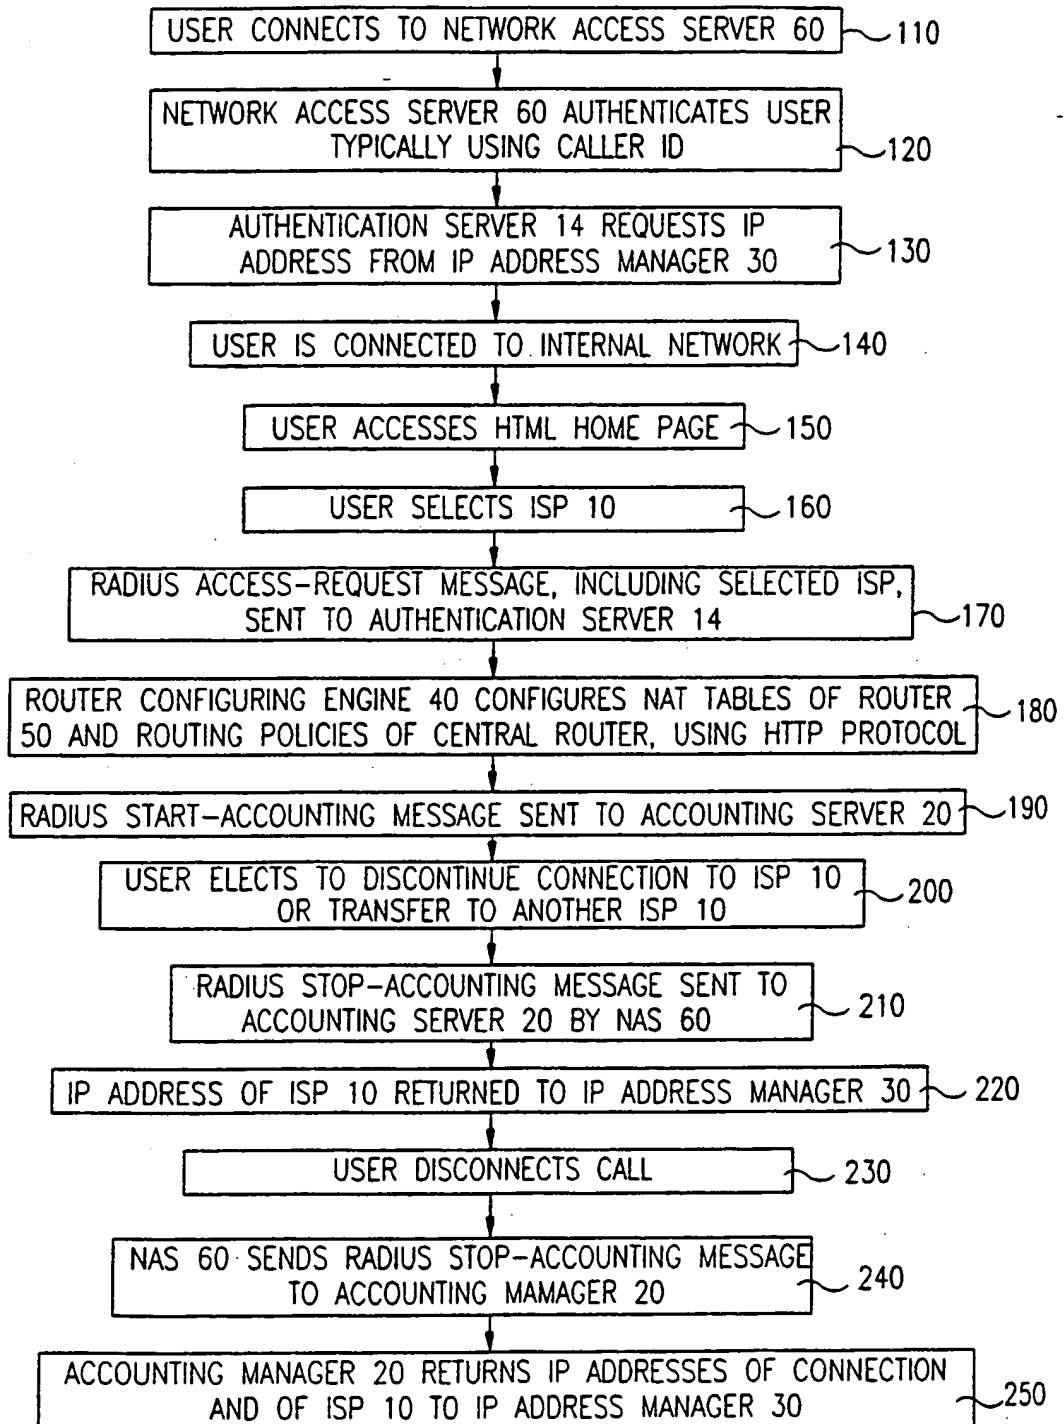 USER CONNECTS TO NETWORK ACCESS SERVER 60
110
NETWORK ACCESS SERVER 60 AUTHENTICATES USER
TYPICALLY USING CALLER ID
120
AUTHENTICATION SERVER 14 REQUESTS IP
ADDRESS FROM IP ADDRESS MANAGER 30
130
USER IS CONNECTED TO INTERNAL NETWORK
140
USER ACCESSES HTML HOME PAGE
150
USER SELECTS ISP 10
160
RADIUS ACCESS-REQUEST MESSAGE, INCLUDING SELECTED ISP,
SENT TO AUTHENTICATION SERVER 14
170
ROUTER CONFIGURING ENGINE 40 CONFIGURES NAT TABLES OF ROUTER
50 AND ROUTING POLICIES OF CENTRAL ROUTER, USING HTTP PROTOCOL
180
RADIUS START-ACCOUNTING MESSAGE SENT TO ACCOUNTING SERVER 20
190
USER ELECTS TO DISCONTINUE CONNECTION TO ISP 10
OR TRANSFER TO ANOTHER ISP 10
200
RADIUS STOP-ACCOUNTING MESSAGE SENT TO
ACCOUNTING SERVER 20 BY NAS 60
210
IP ADDRESS OF ISP 10 RETURNED TO IP ADDRESS MANAGER 30
220
USER DISCONNECTS CALL
230
NAS 60 SENDS RADIUS STOP-ACCOUNTING MESSAGE
TO ACCOUNTING MAMAGER 20
240
ACCOUNTING MANAGER 20 RETURNS IP ADDRESSES OF CONNECTION
AND OF ISP 10 TO IP ADDRESS MANAGER 30
250